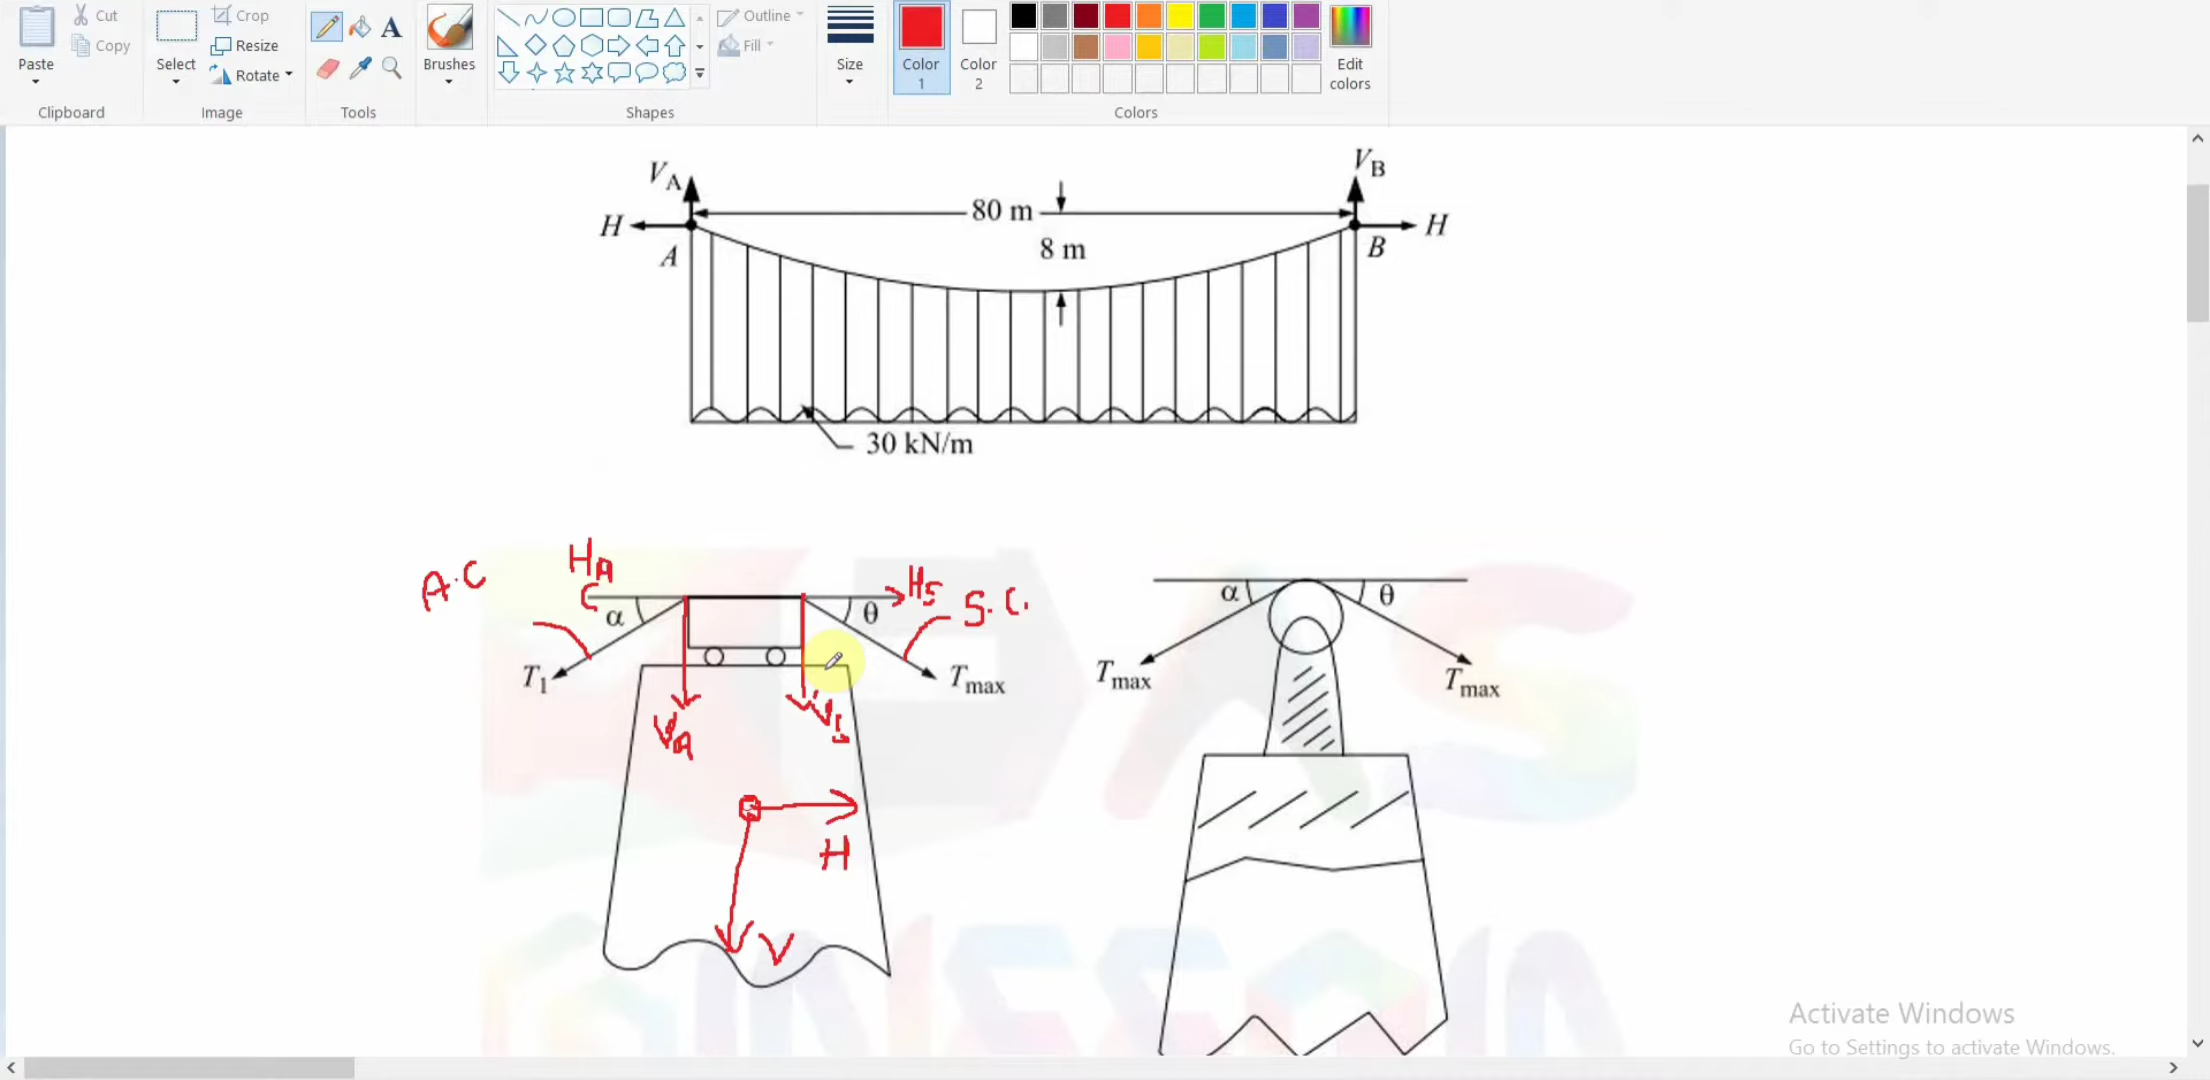 Paste
Cut
Copy
Clipboard
Select
Crop
Resize
Rotate
Image
A
Tools
Brushes
Shapes
Outline
Fill
Size
Color
1
Color
2
Edit
colors
Colors
VA
VB
H
80 m
H
A
8 m
B
30 kN/m
A.C
HA
HS
S.C.
α
θ
T1
Tmax
VA
VS
H
V
α
θ
Tmax
Tmax
Activate Windows
Go to Settings to activate Windows.